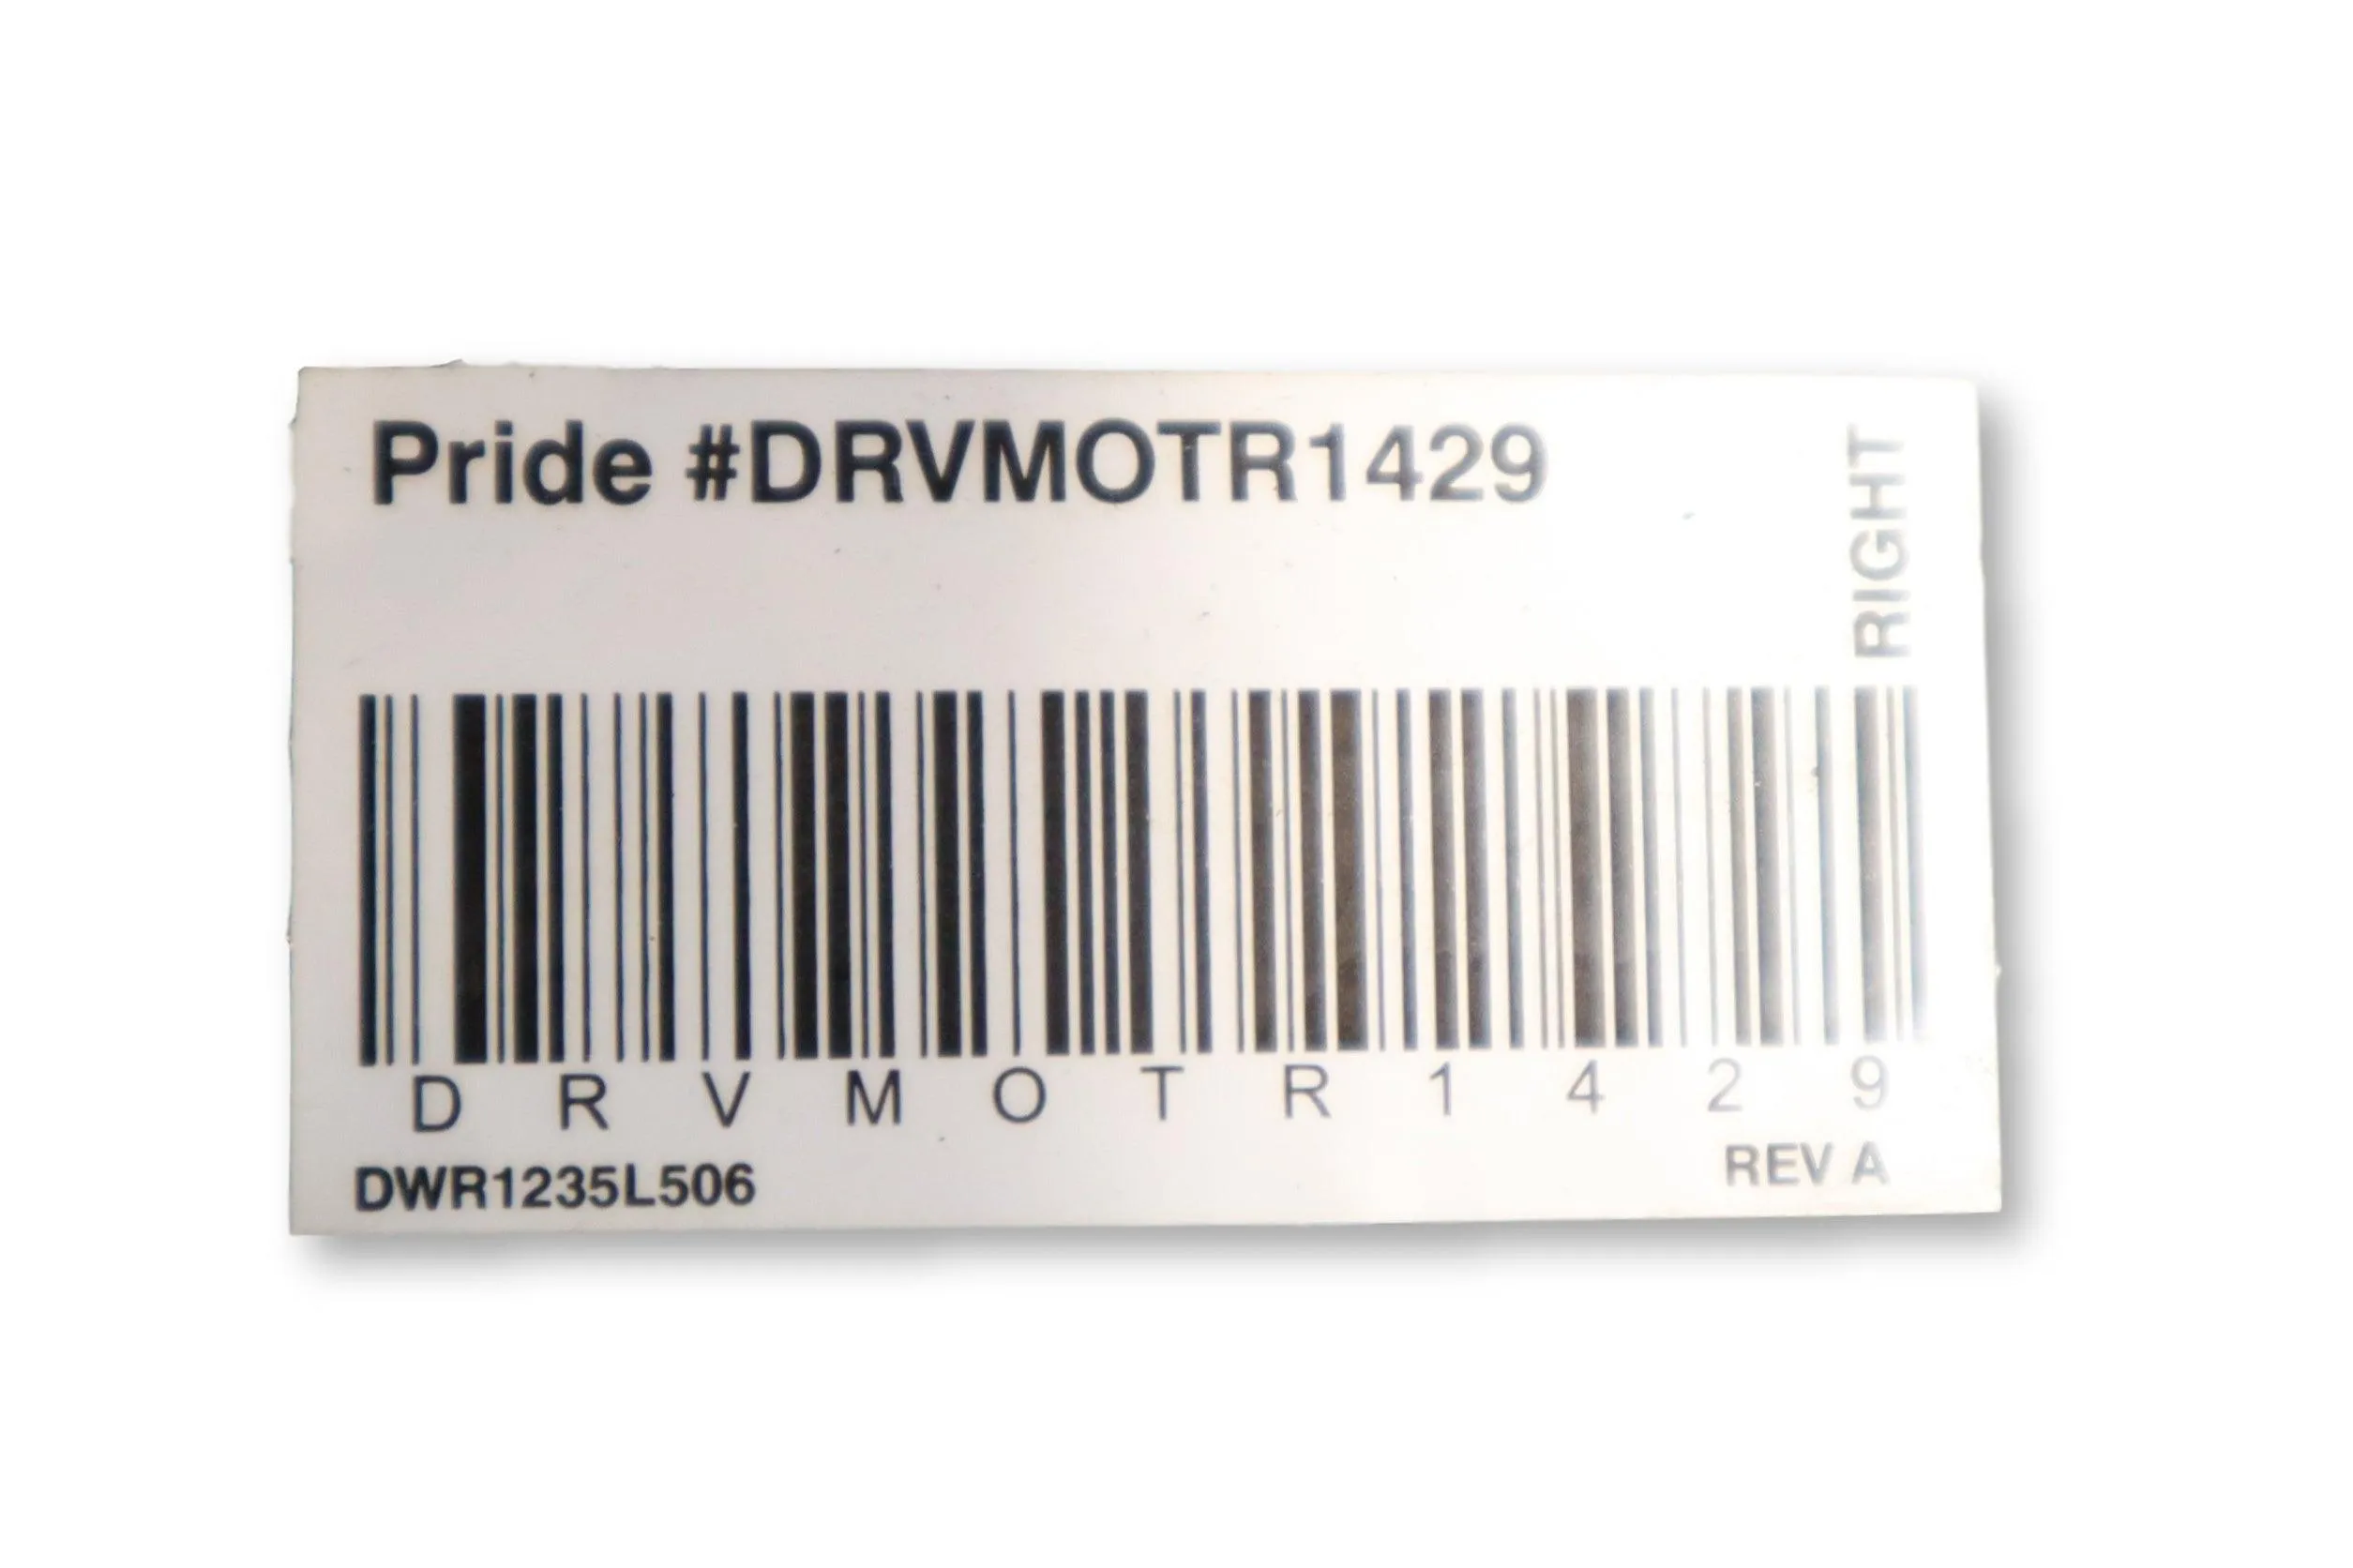 Pride #DRVMOTR1429
RIGHT
D R V M O T R 1 4 2 9
DWR1235L506
REV A